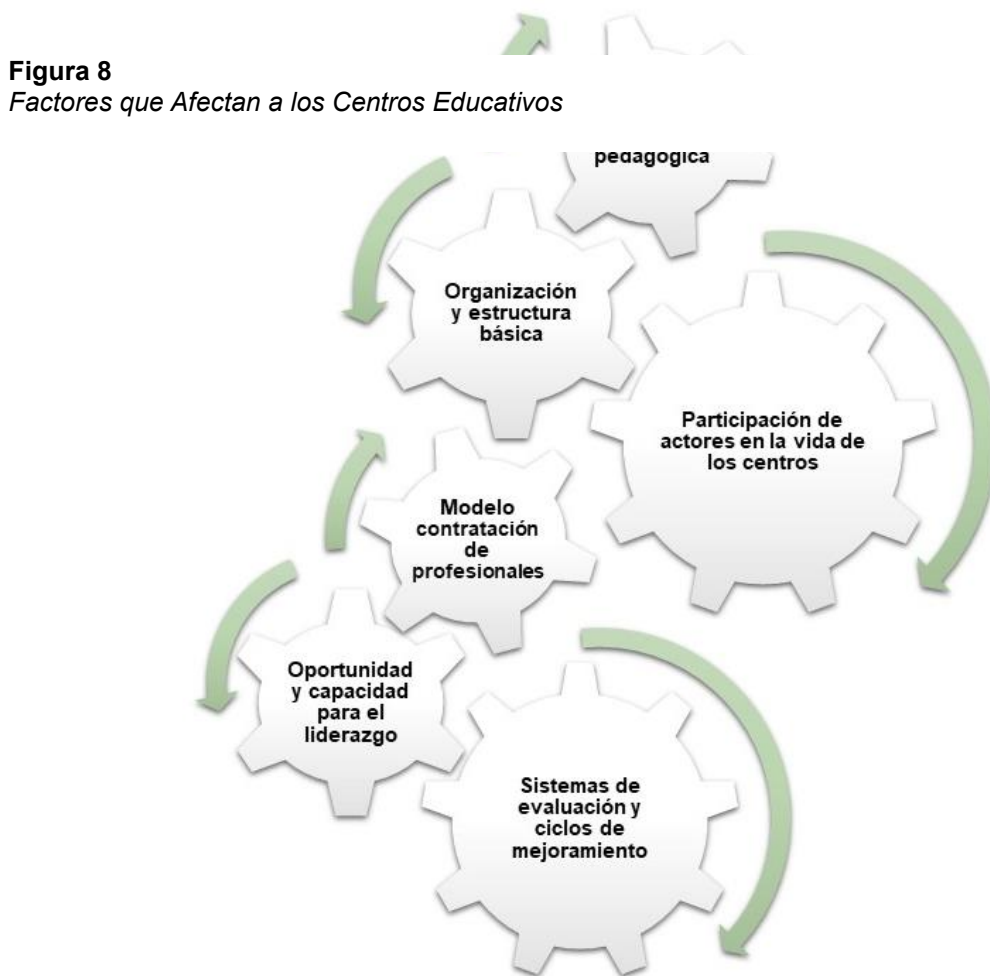 Figura 8
Factores que Afectan a los Centros Educativos
pedagógica
Organización
y estructura
básica
Participación de
actores en la vida de
los centros
Modelo
contratación
de
profesionales
Oportunidad
y capacidad
para el
liderazgo
Sistemas de
evaluación y
ciclos de
mejoramiento